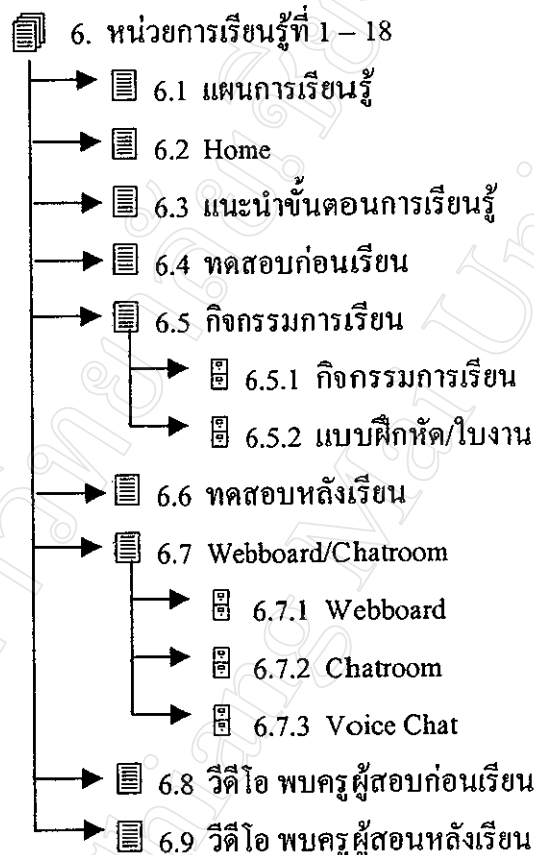 6. หน่วยการเรียนรู้ที่ 1 – 18
6.1 แผนการเรียนรู้
6.2 Home
6.3 แนะนำขั้นตอนการเรียนรู้
6.4 ทดสอบก่อนเรียน
6.5 กิจกรรมการเรียน
6.5.1 กิจกรรมการเรียน
6.5.2 แบบฝึกหัด/ใบงาน
6.6 ทดสอบหลังเรียน
6.7 Webboard/Chatroom
6.7.1 Webboard
6.7.2 Chatroom
6.7.3 Voice Chat
6.8 วีดีโอ พบครูผู้สอบก่อนเรียน
6.9 วีดีโอ พบครูผู้สอนหลังเรียน